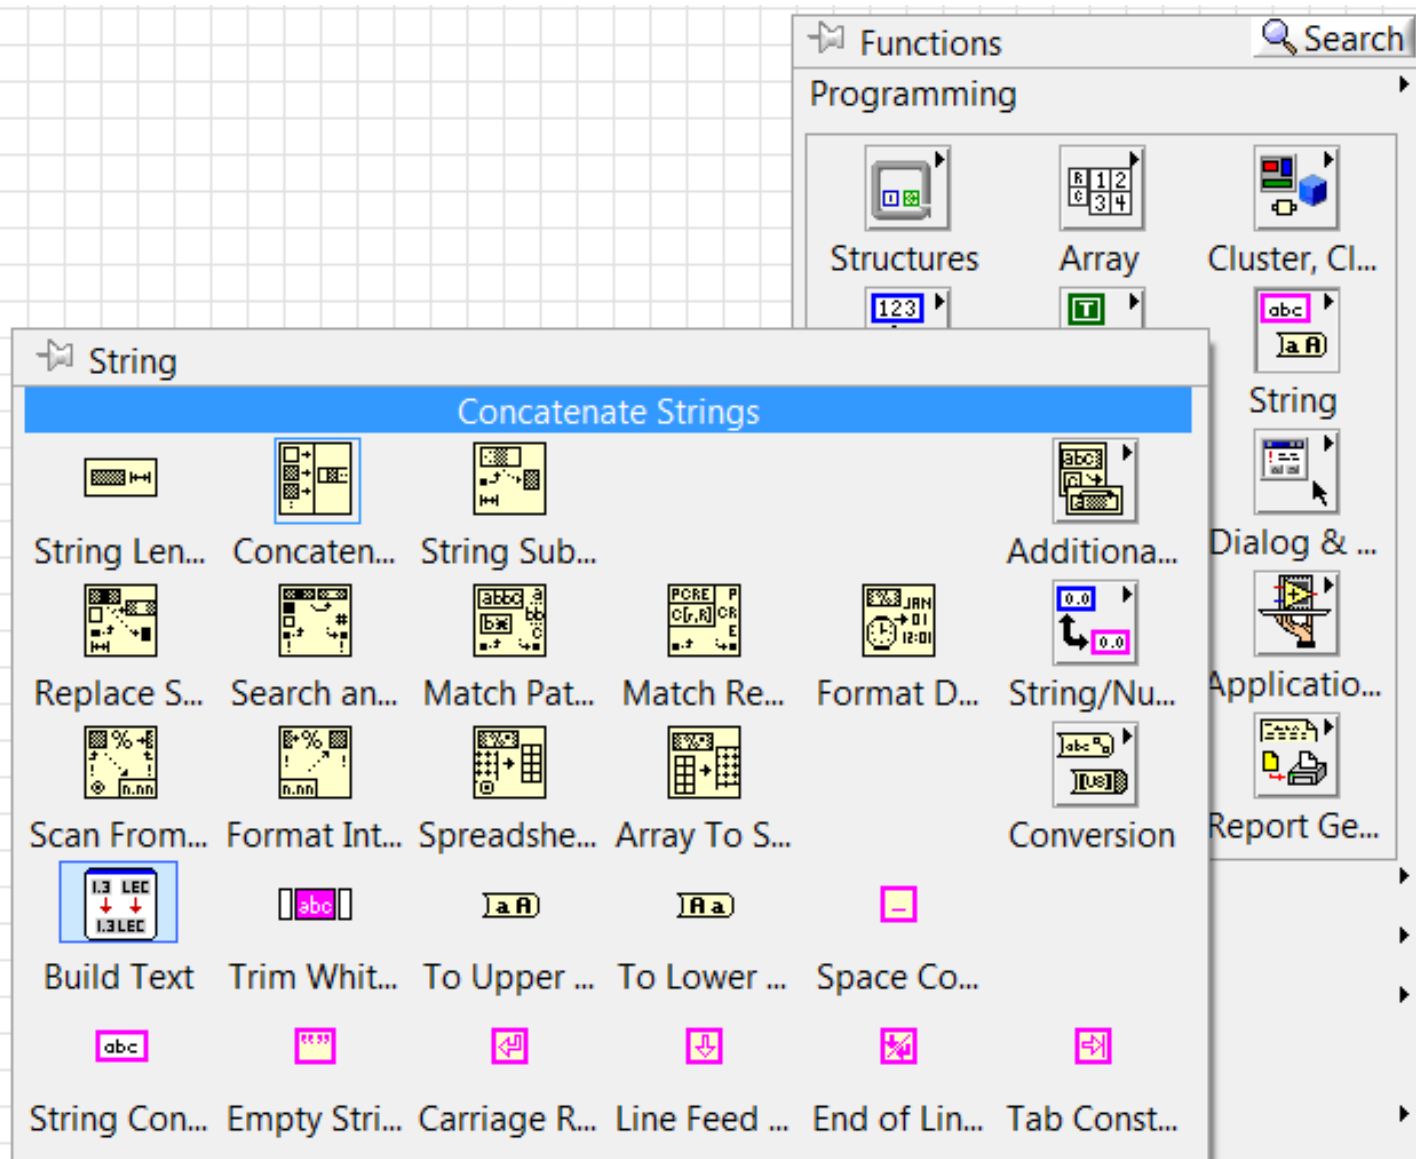 Functions
Search
Programming
Structures
Array
Cluster, Cl...
123
T
abc
a A
String
String
Dialog & ...
Applicatio...
Report Ge...
Concatenate Strings
String Len...
Concaten...
String Sub...
Additiona...
Replace S...
Search an...
Match Pat...
Match Re...
Format D...
String/Nu...
Scan From...
Format Int...
Spreadshe...
Array To S...
Conversion
Build Text
Trim Whit...
To Upper ...
To Lower ...
Space Co...
String Con...
Empty Stri...
Carriage R...
Line Feed ...
End of Lin...
Tab Const...